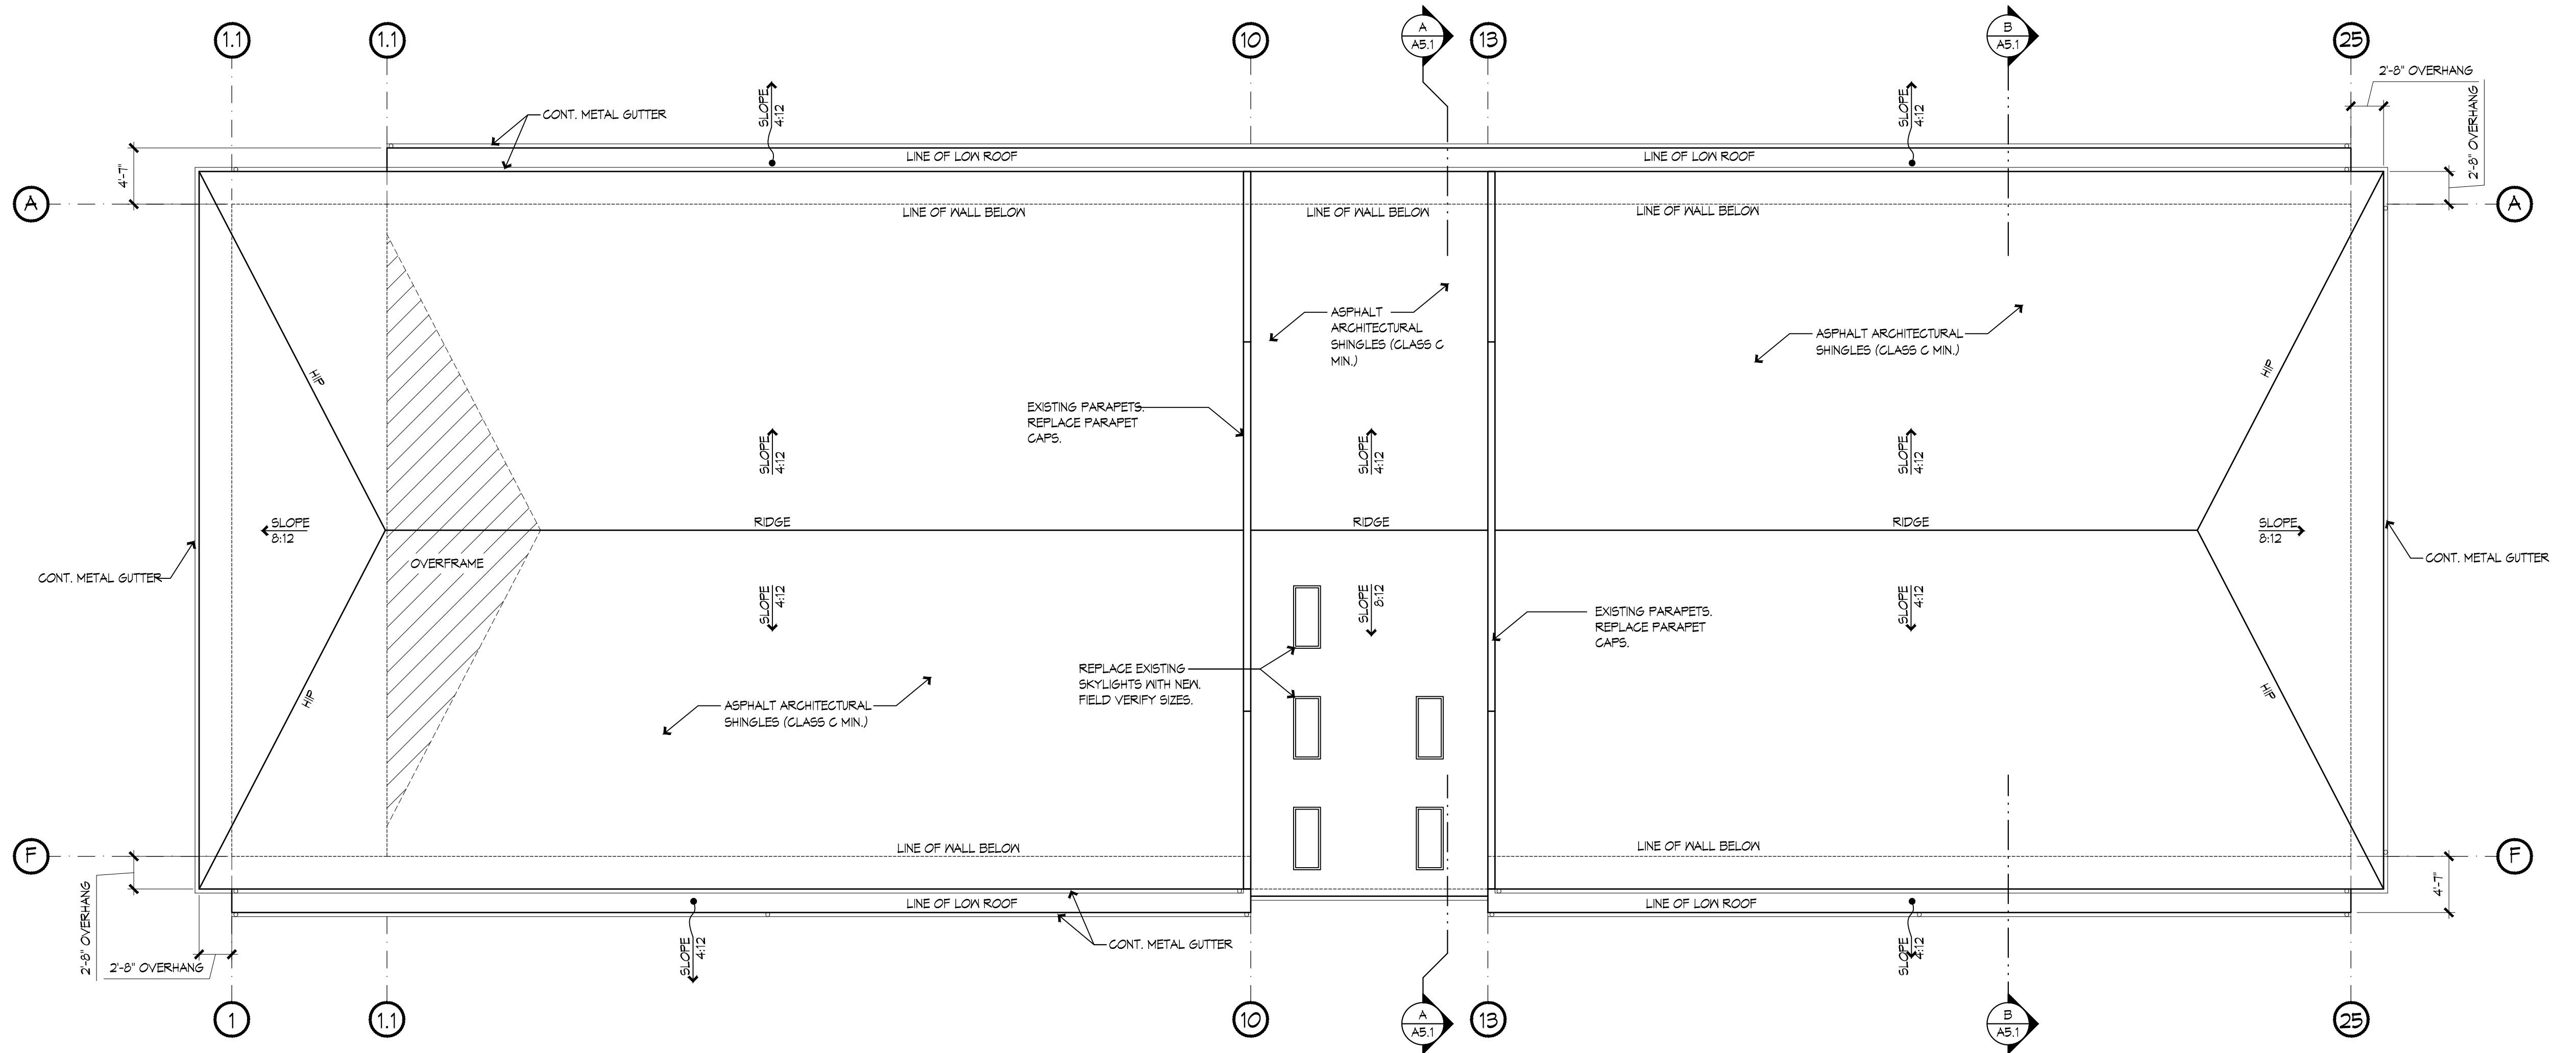 1.1
1.1
10
A
A5.1
13
B
A5.1
25
2'-8" OVERHANG
2'-8" OVERHANG
CONT. METAL GUTTER
SLOPE
4:12
SLOPE
4:12
LINE OF LOW ROOF
LINE OF LOW ROOF
4'-7"
A
A
LINE OF WALL BELOW
LINE OF WALL BELOW
LINE OF WALL BELOW
ASPHALT
ARCHITECTURAL
SHINGLES (CLASS C
MIN.)
ASPHALT ARCHITECTURAL
SHINGLES (CLASS C MIN.)
HIP
HIP
EXISTING PARAPETS.
REPLACE PARAPET
CAPS.
SLOPE
4:12
SLOPE
4:12
SLOPE
4:12
SLOPE
8:12
RIDGE
RIDGE
RIDGE
SLOPE
8:12
CONT. METAL GUTTER
OVERFRAME
CONT. METAL GUTTER
SLOPE
4:12
SLOPE
8:12
SLOPE
4:12
EXISTING PARAPETS.
REPLACE PARAPET
CAPS.
REPLACE EXISTING
SKYLIGHTS WITH NEW.
FIELD VERIFY SIZES.
HIP
HIP
ASPHALT ARCHITECTURAL
SHINGLES (CLASS C MIN.)
LINE OF WALL BELOW
LINE OF WALL BELOW
F
F
4'-7"
LINE OF LOW ROOF
LINE OF LOW ROOF
2'-8" OVERHANG
2'-8" OVERHANG
SLOPE
4:12
CONT. METAL GUTTER
SLOPE
4:12
1
1.1
10
A
A5.1
13
B
A5.1
25